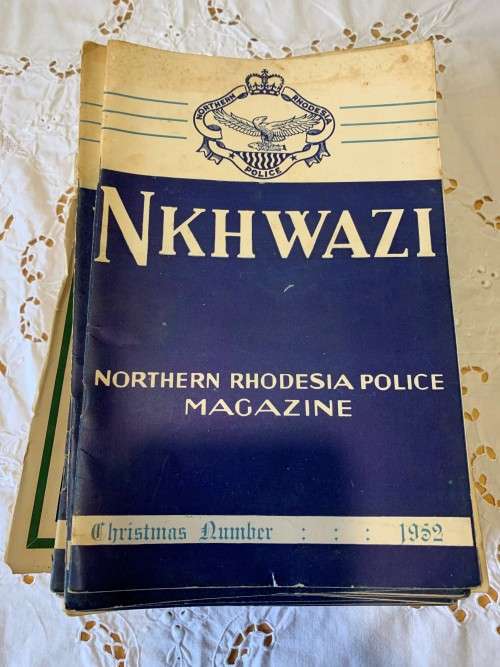 NORTHERN RHODESIA
POLICE
NKHWAZI
NORTHERN RHODESIA POLICE
MAGAZINE
Christmas Number : : : 1952